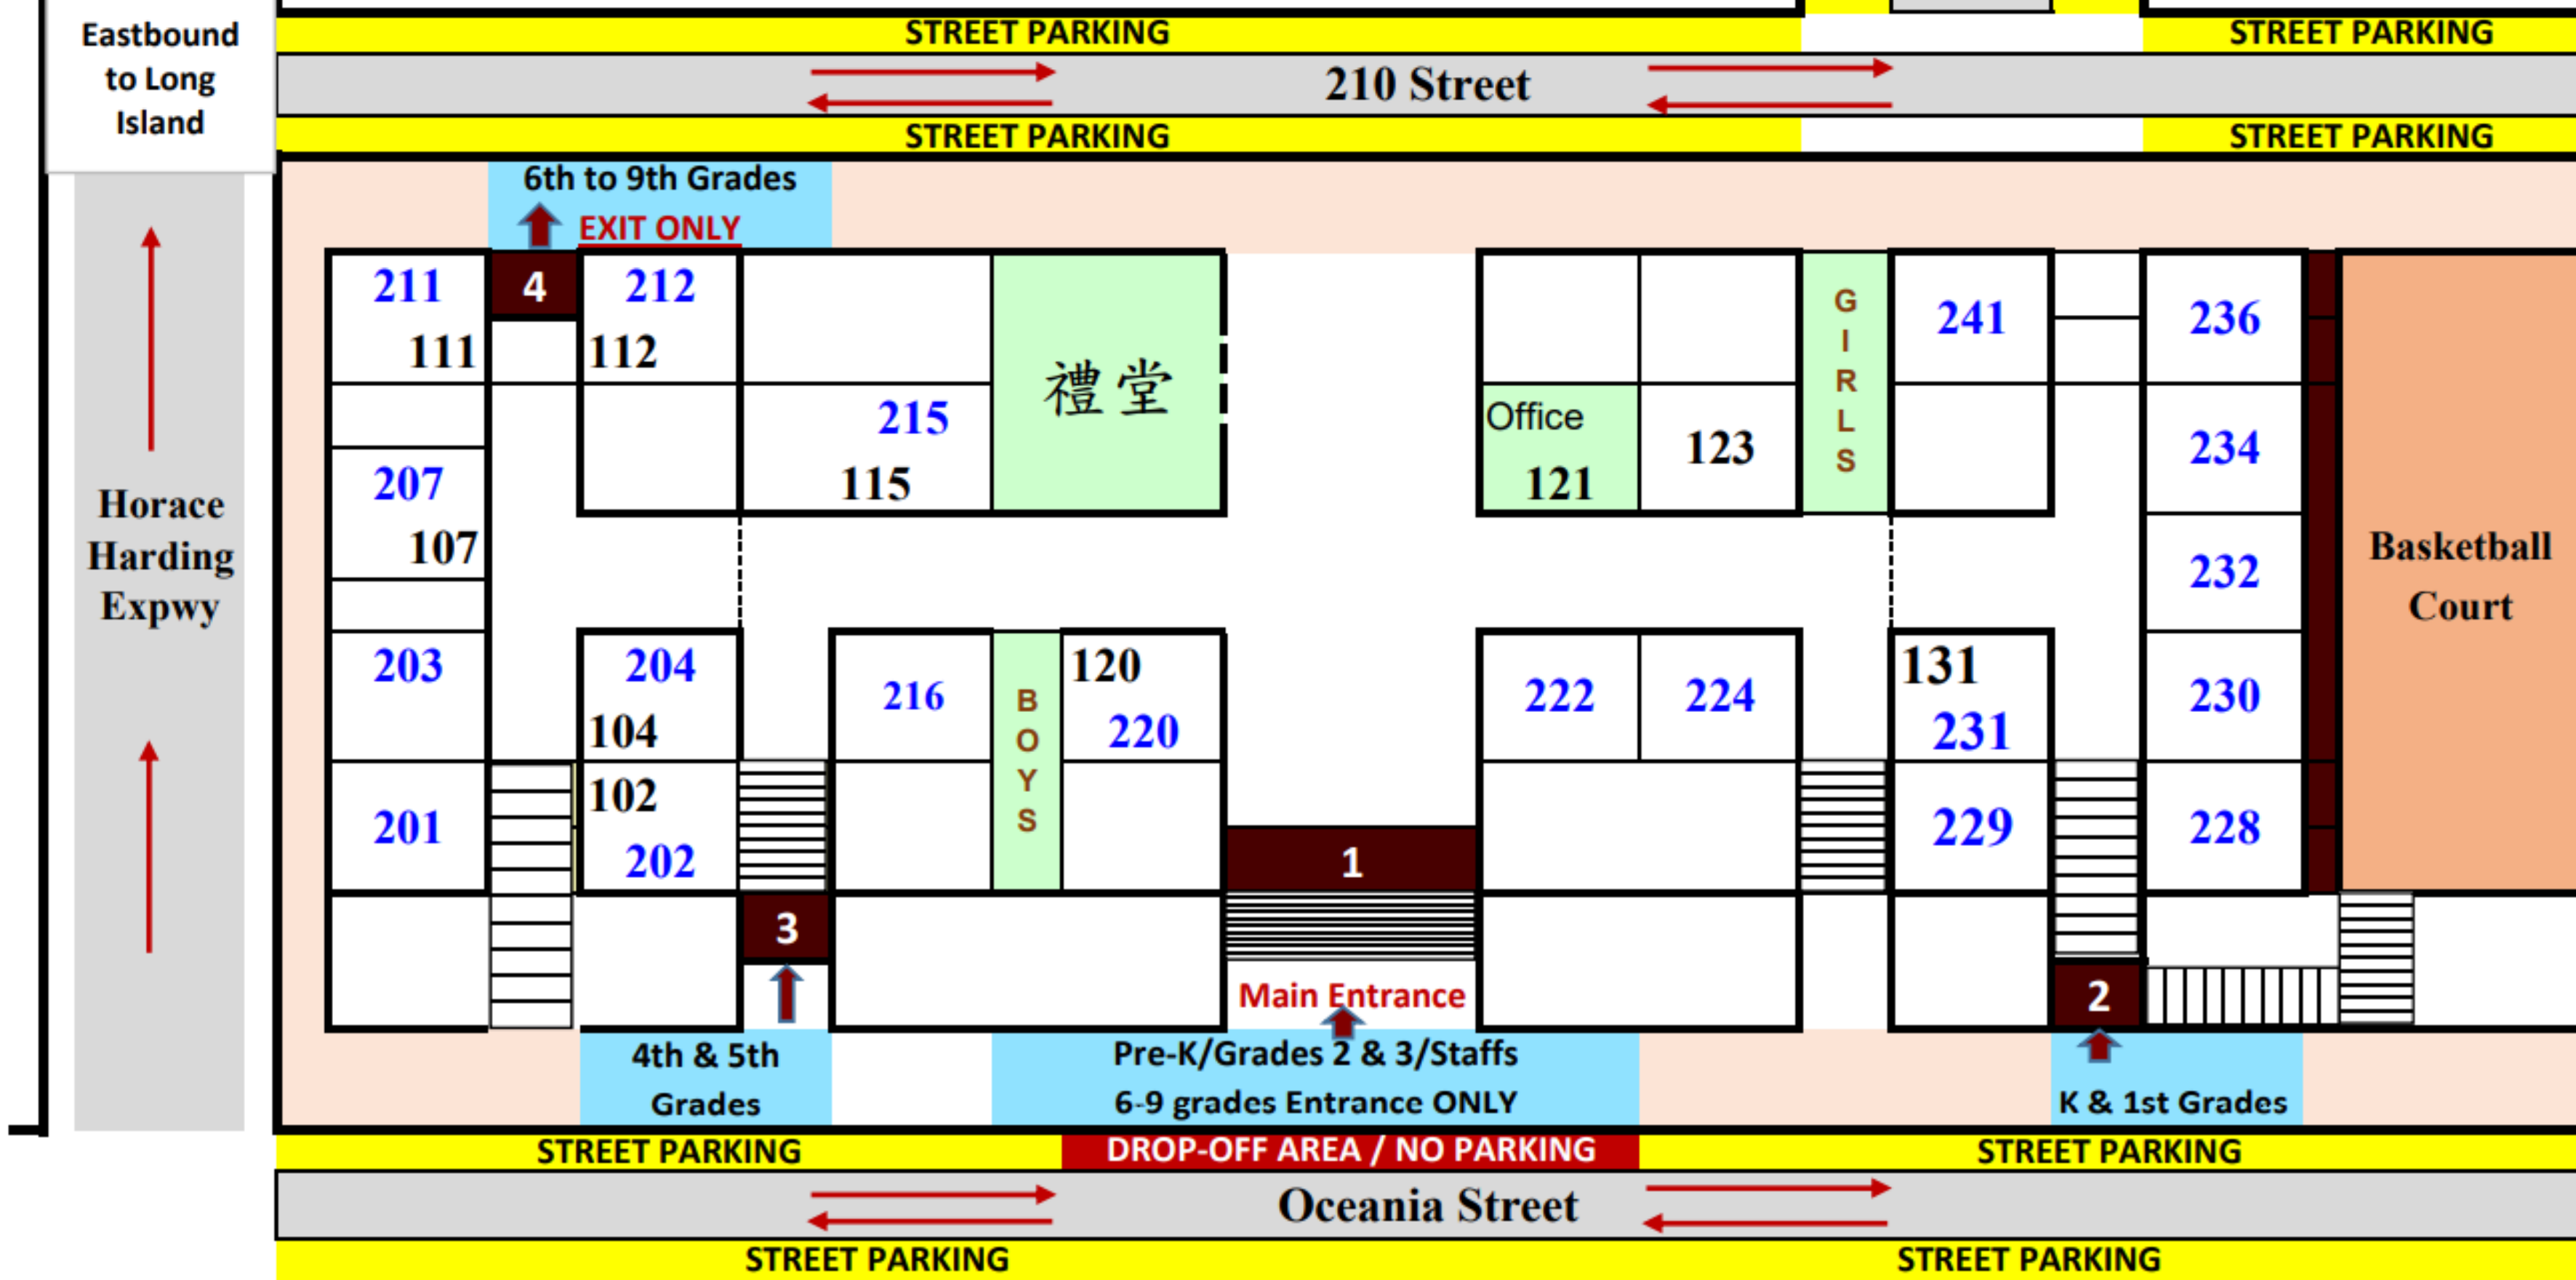 Eastbound
to Long
Island
STREET PARKING
STREET PARKING
210 Street
STREET PARKING
STREET PARKING
6th to 9th Grades
EXIT ONLY
Horace
Harding
Expwy
211
111
4
212
112
207
107
215
115
禮堂
Office
121
123
GIRLS
241
236
234
232
230
228
Basketball
Court
203
201
204
104
102
202
216
BOYS
120
220
222
224
131
231
229
3
1
2
Main Entrance
4th & 5th
Grades
Pre-K/Grades 2 & 3/Staffs
6-9 grades Entrance ONLY
K & 1st Grades
STREET PARKING
DROP-OFF AREA / NO PARKING
STREET PARKING
Oceania Street
STREET PARKING
STREET PARKING